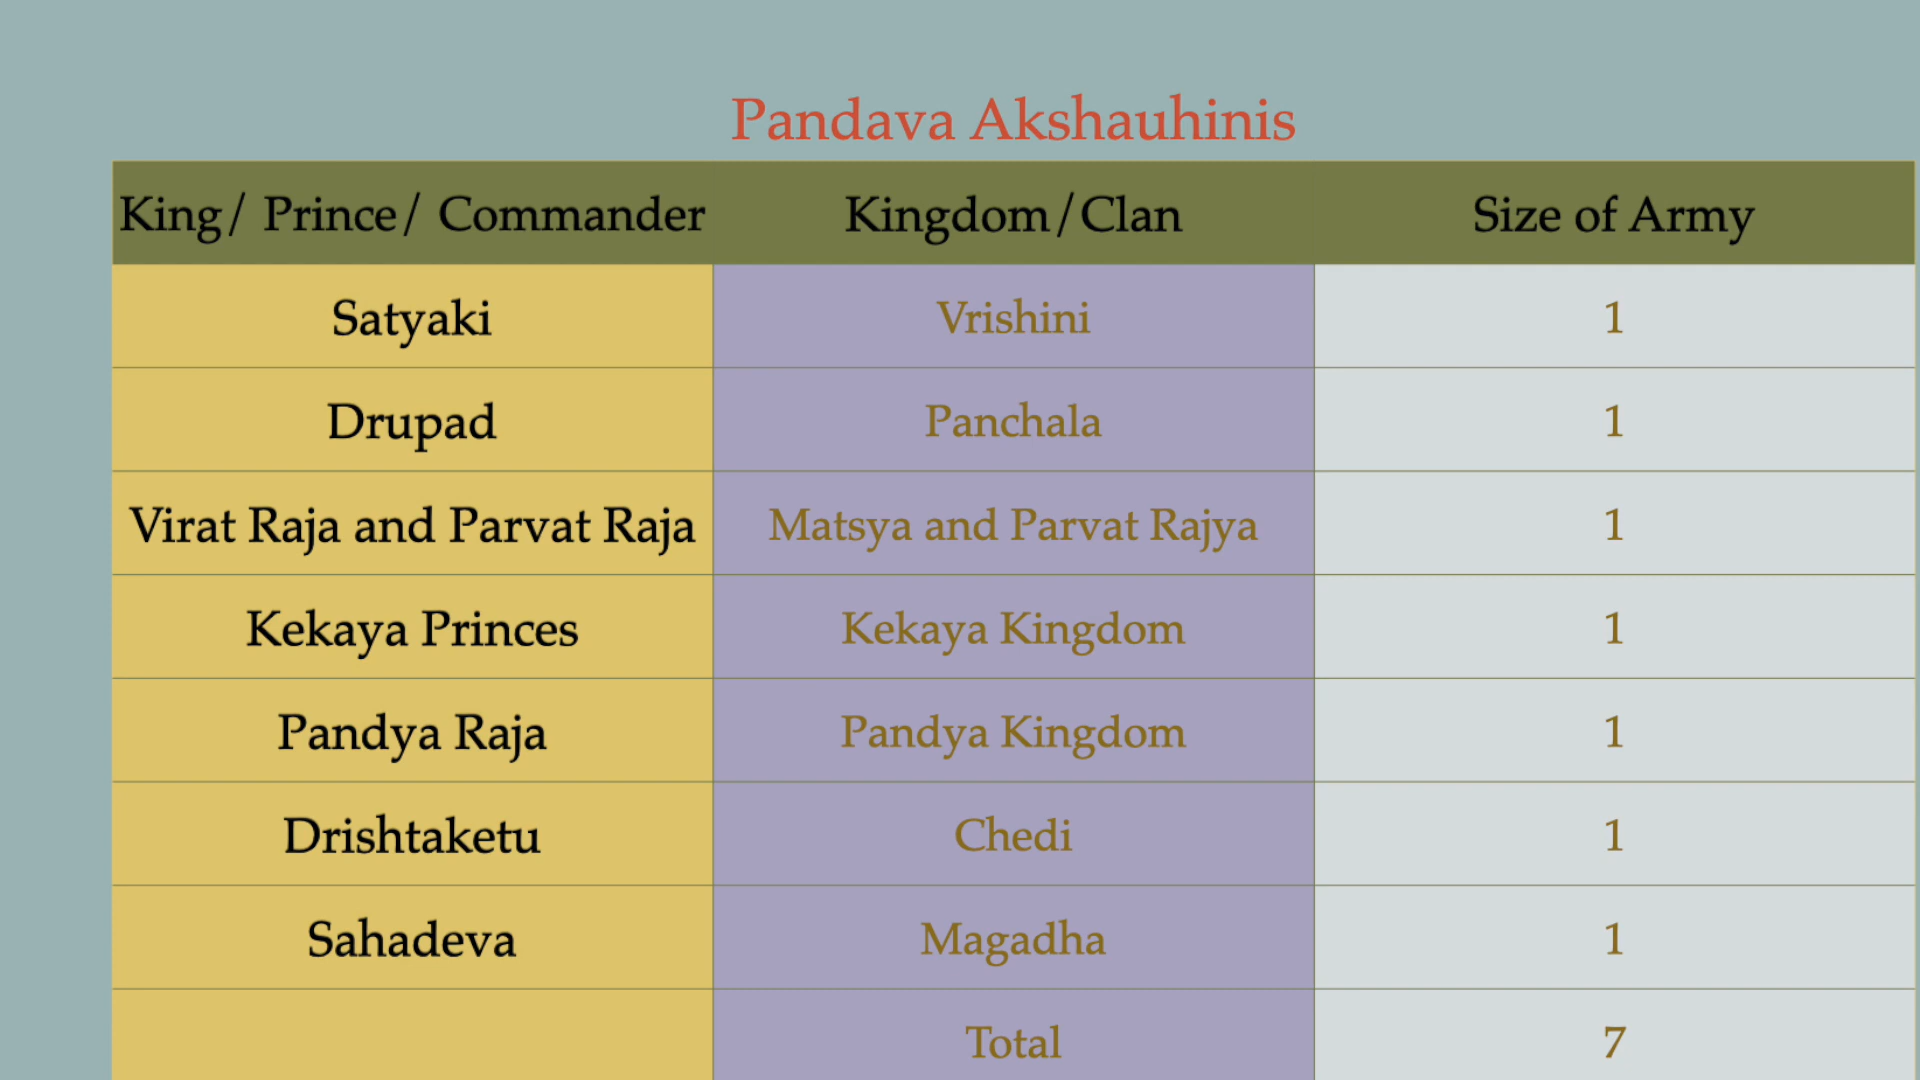 Pandava Akshauhinis
King/ Prince/ Commander Kingdom/Clan Size of Army
Satyaki Vrishini 1
Drupad Panchala 1
Virat Raja and Parvat Raja Matsya and Parvat Rajya 1
Kekaya Princes Kekaya Kingdom 1
Pandya Raja Pandya Kingdom 1
Drishtaketu Chedi 1
Sahadeva Magadha 1
Total 7